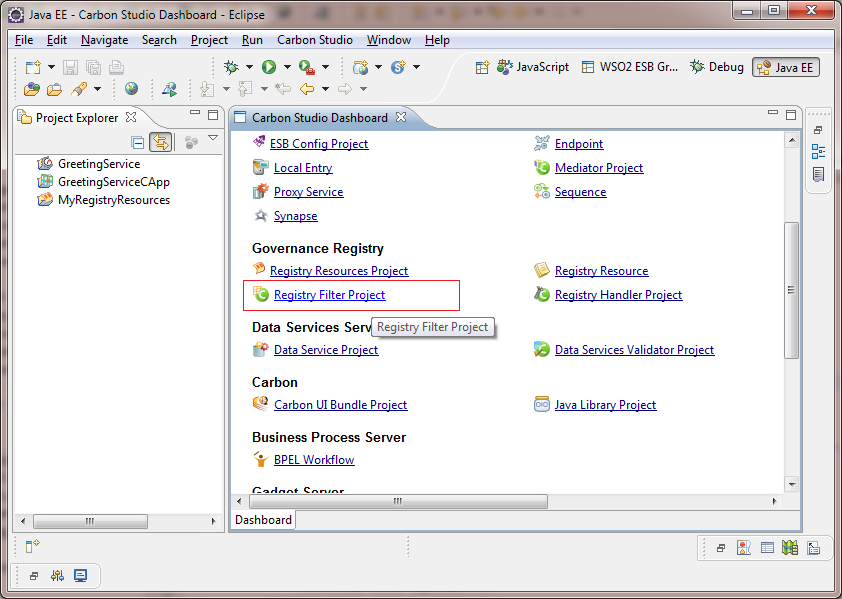 Java EE - Carbon Studio Dashboard - Eclipse
File Edit Navigate Search Project Run Carbon Studio Window Help
JavaScript WSO2 ESB Gr... Debug Java EE
Project Explorer
GreetingService
GreetingServiceCApp
MyRegistryResources
Carbon Studio Dashboard
ESB Config Project Endpoint
Local Entry Mediator Project
Proxy Service Sequence
Synapse
Governance Registry
Registry Resources Project Registry Resource
Registry Filter Project Registry Handler Project
Registry Filter Project
Data Services Serv
Data Service Project Data Services Validator Project
Carbon
Carbon UI Bundle Project Java Library Project
Business Process Server
BPEL Workflow
Gadget Server
Dashboard